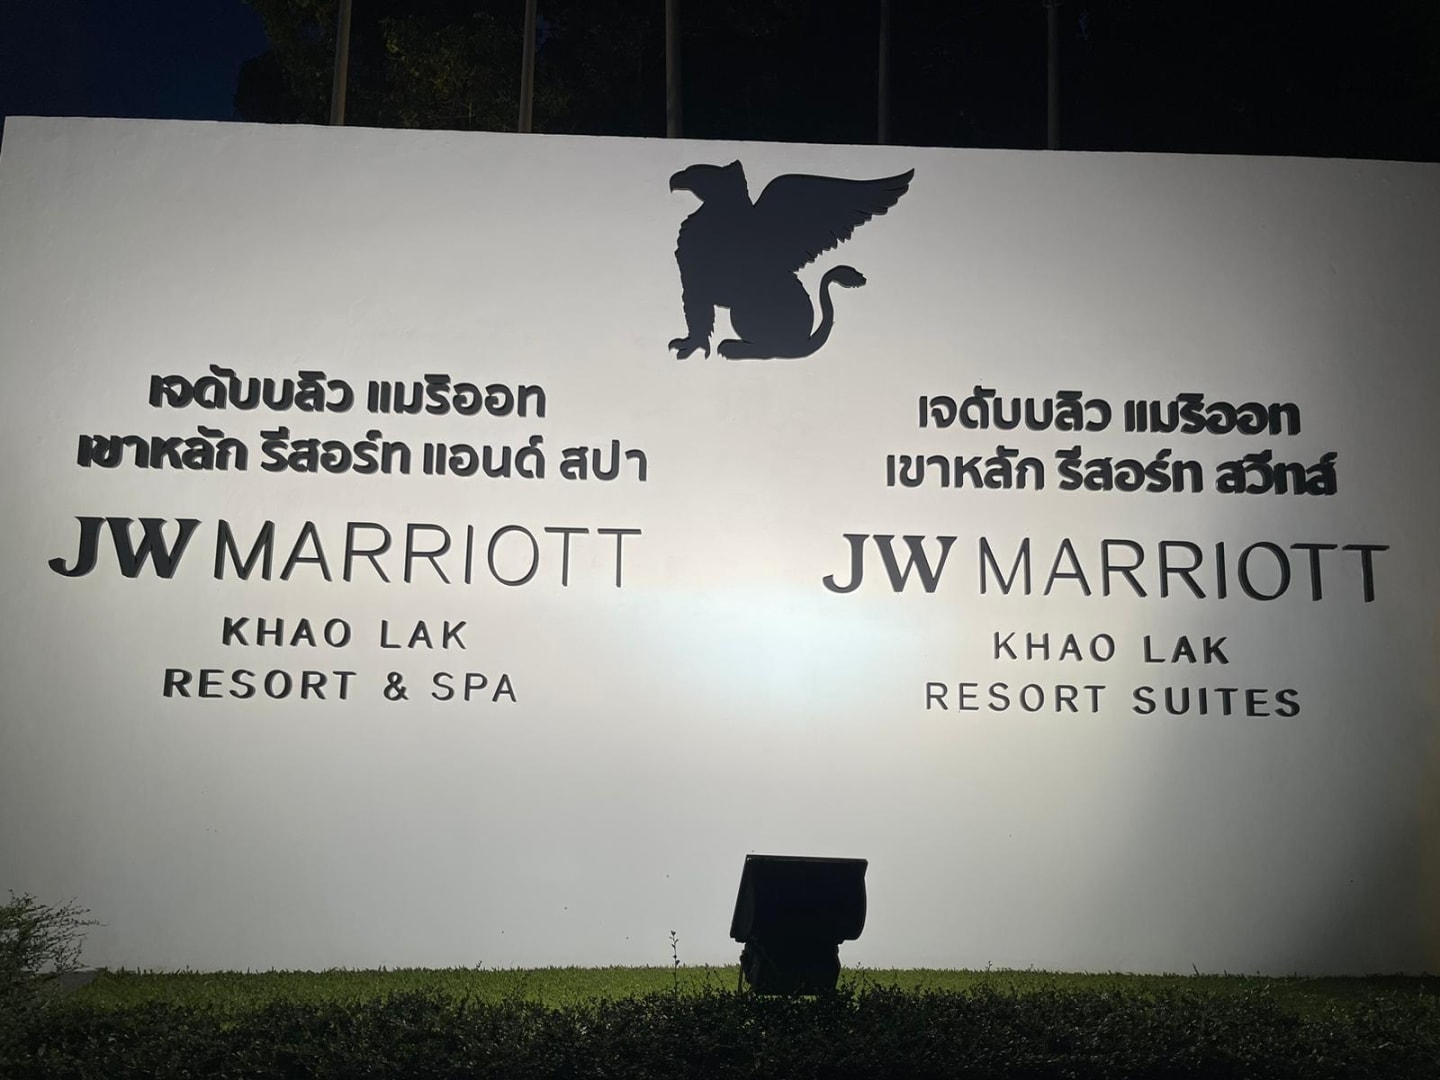 เจดับบลิว แมริออท
เขาหลัก รีสอร์ท แอนด์ สปา
JW MARRIOTT
KHAO LAK
RESORT & SPA
เจดับบลิว แมริออท
เขาหลัก รีสอร์ท สวีทส์
JW MARRIOTT
KHAO LAK
RESORT SUITES